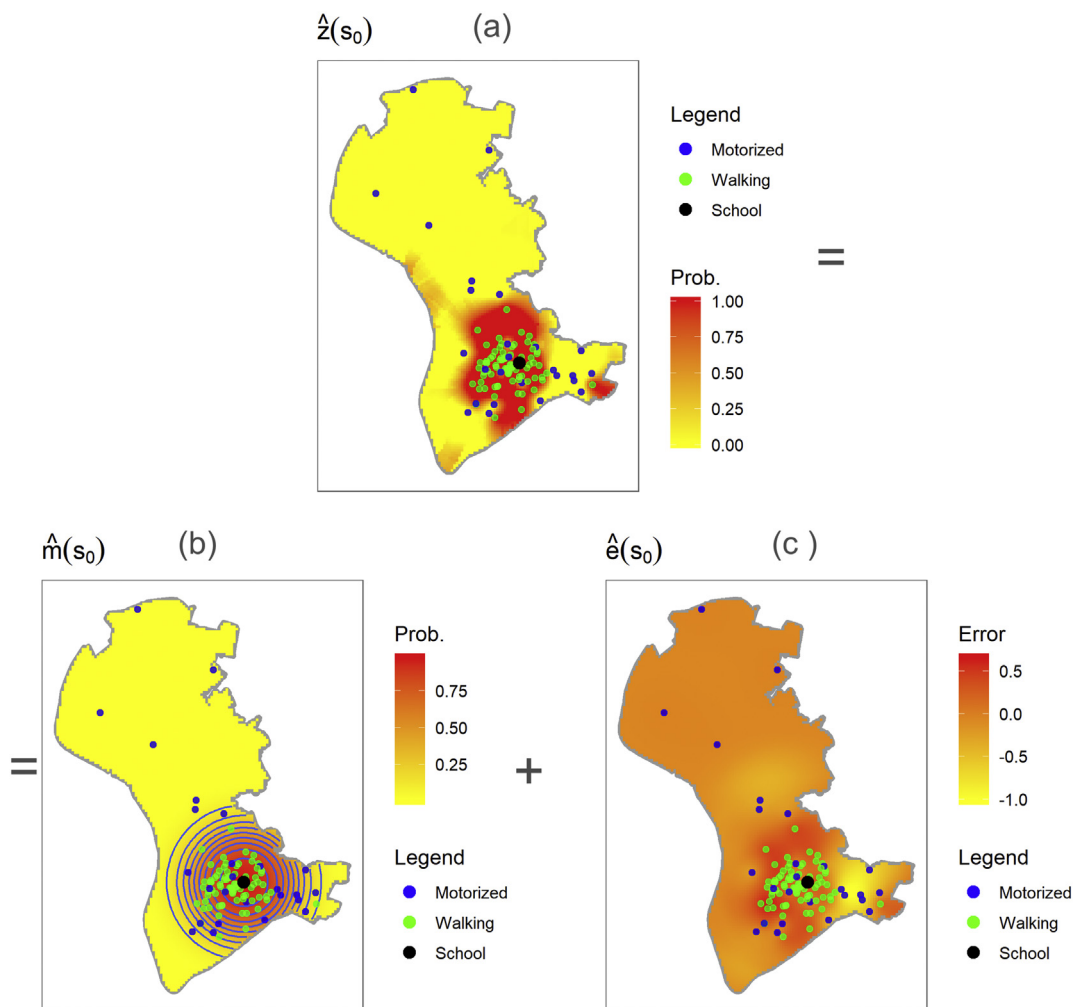 ẑ(s₀) (a)
Legend
Motorized
Walking
School
=
Prob.
1.00
0.75
0.50
0.25
0.00
m̂(s₀) (b)
=
Prob.
0.75
0.50
0.25
Legend
Motorized
Walking
School
+
ê(s₀) (c )
Error
0.5
0.0
-0.5
-1.0
Legend
Motorized
Walking
School